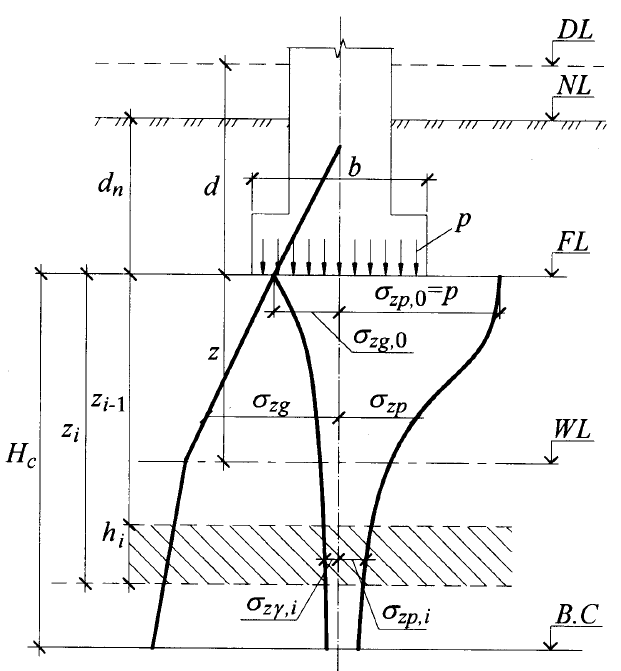 DL
NL
d_n
d
b
p
FL
σ_zp,0=p
σ_zg,0
z
z_i-1
σ_zg
σ_zp
z_i
H_c
WL
h_i
σ_zγ,i
σ_zp,i
B.C